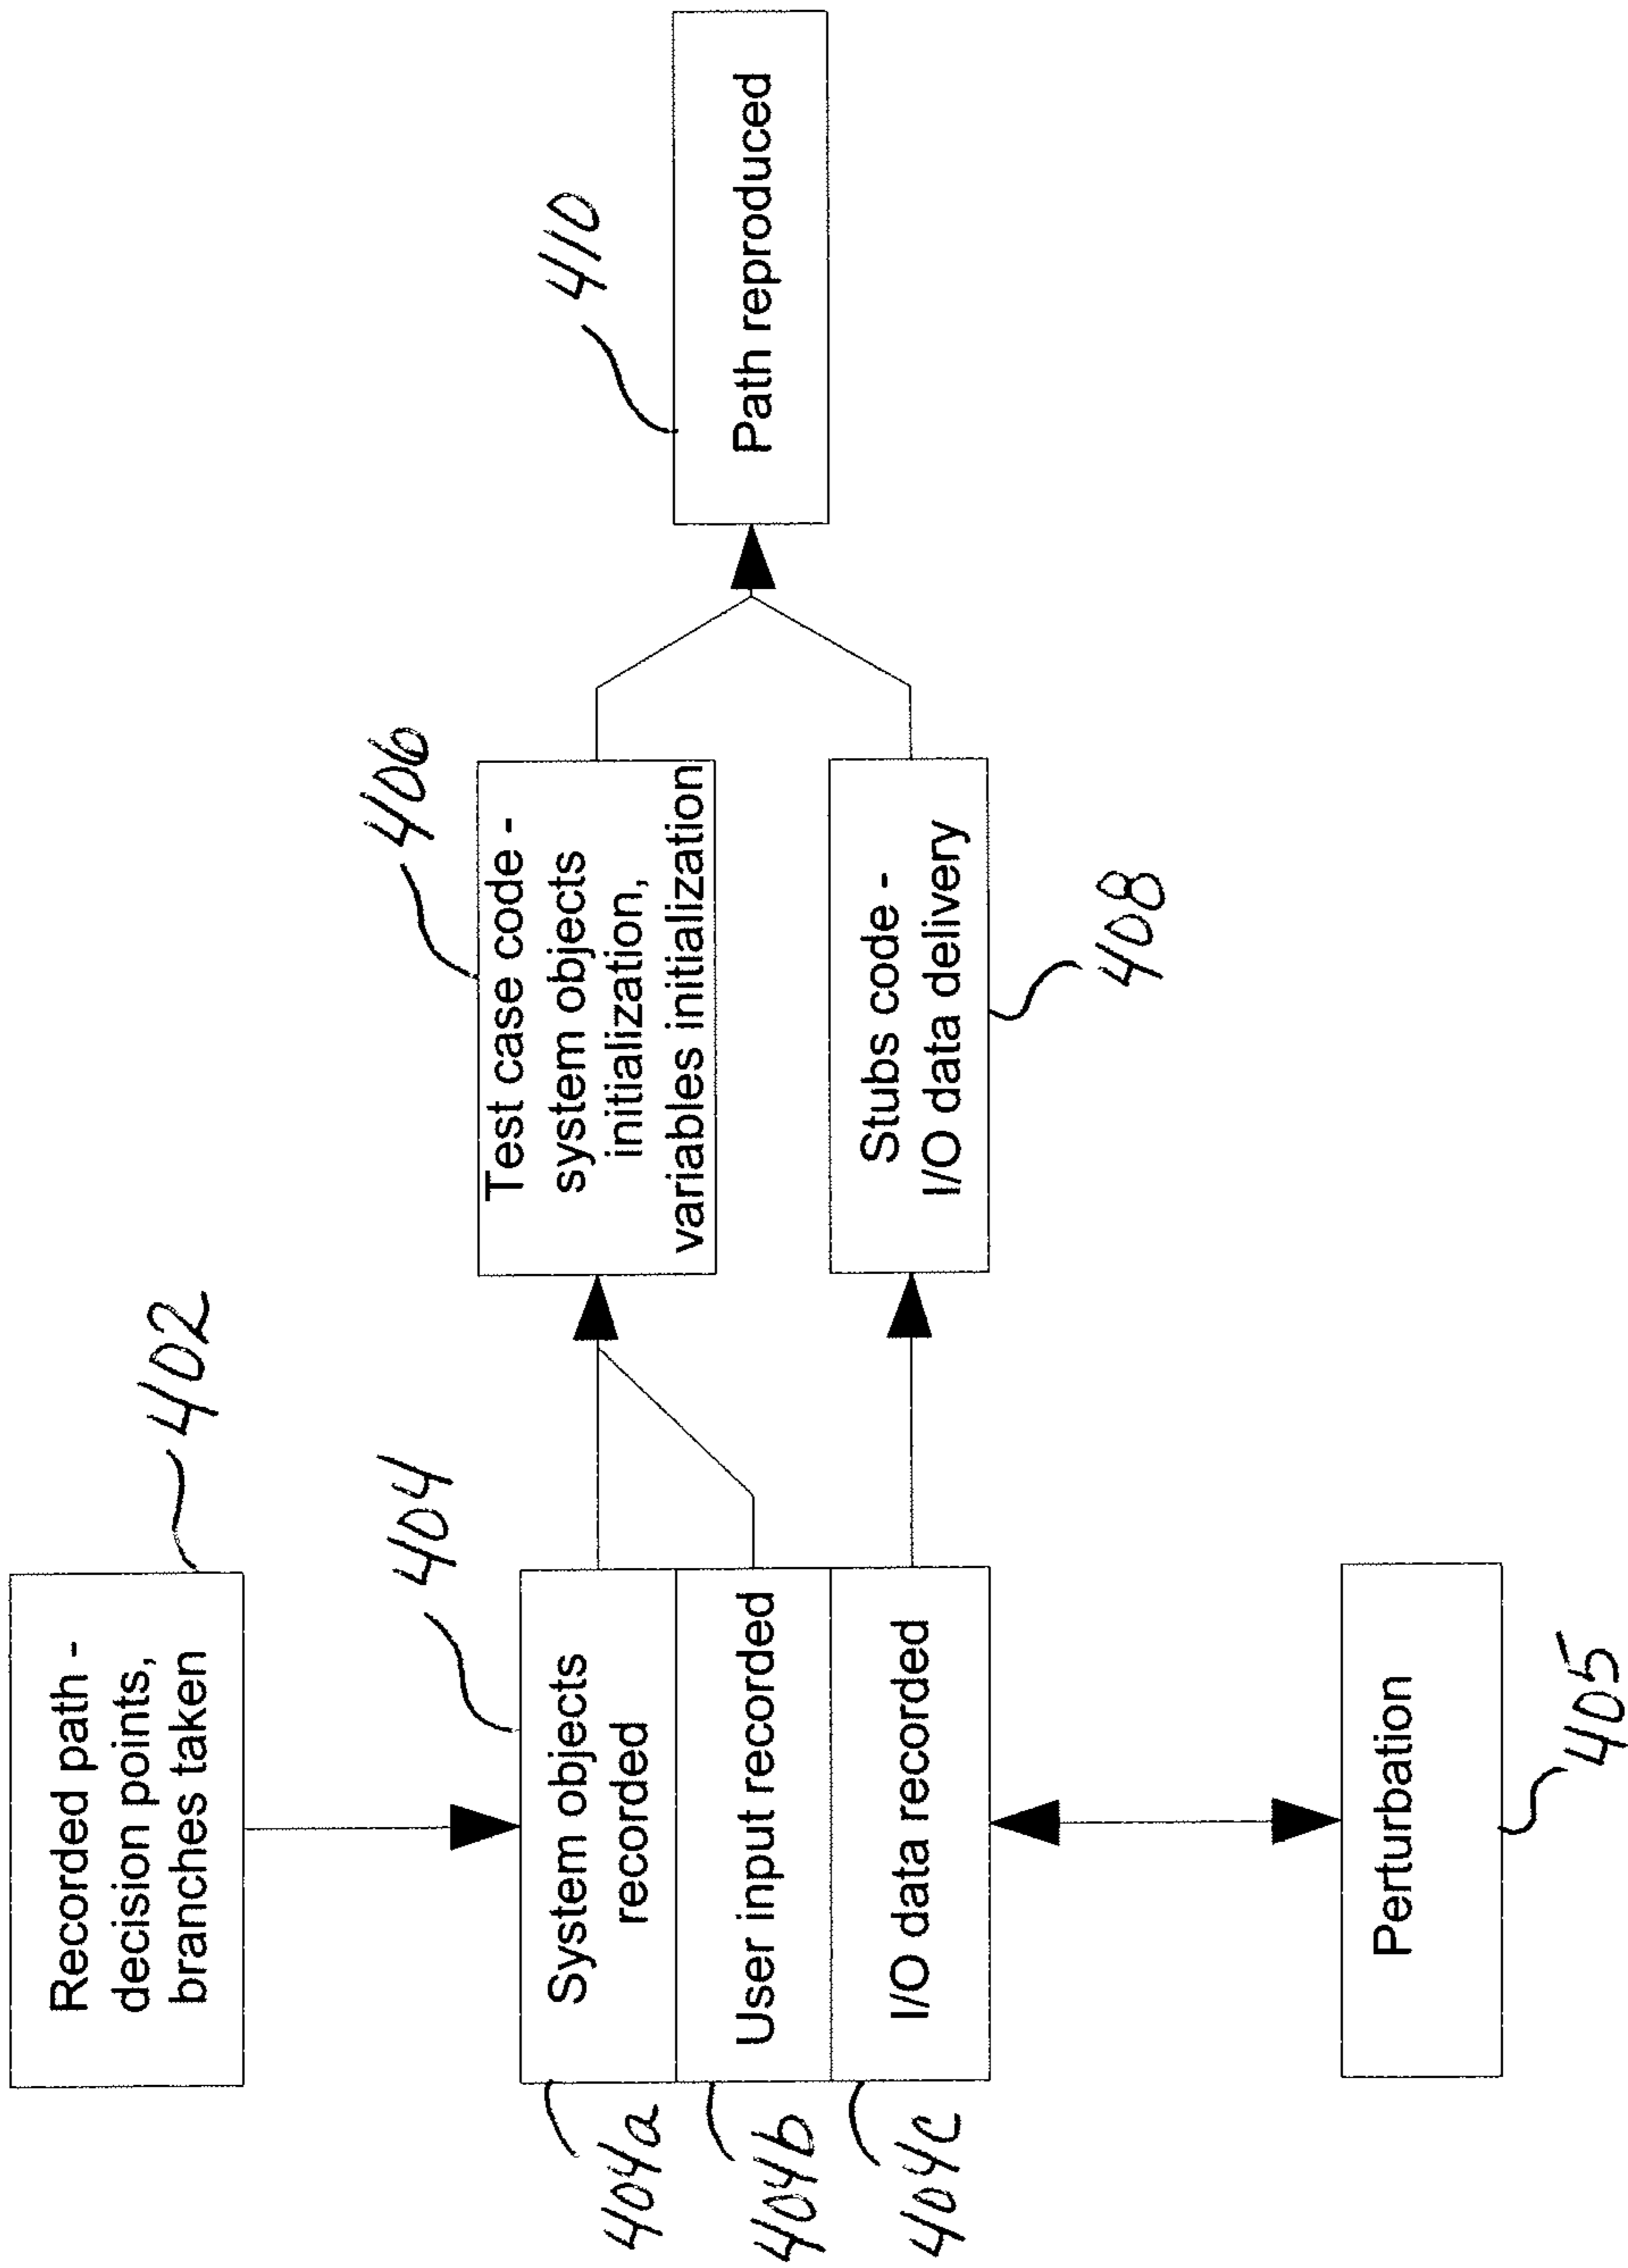 Recorded path -
decision points,
branches taken
402
404
System objects
recorded
404a
User input recorded
404b
I/O data recorded
404c
Perturbation
405
406
Test case code -
system objects
initialization,
variables initialization
Stubs code -
I/O data delivery
408
410
Path reproduced